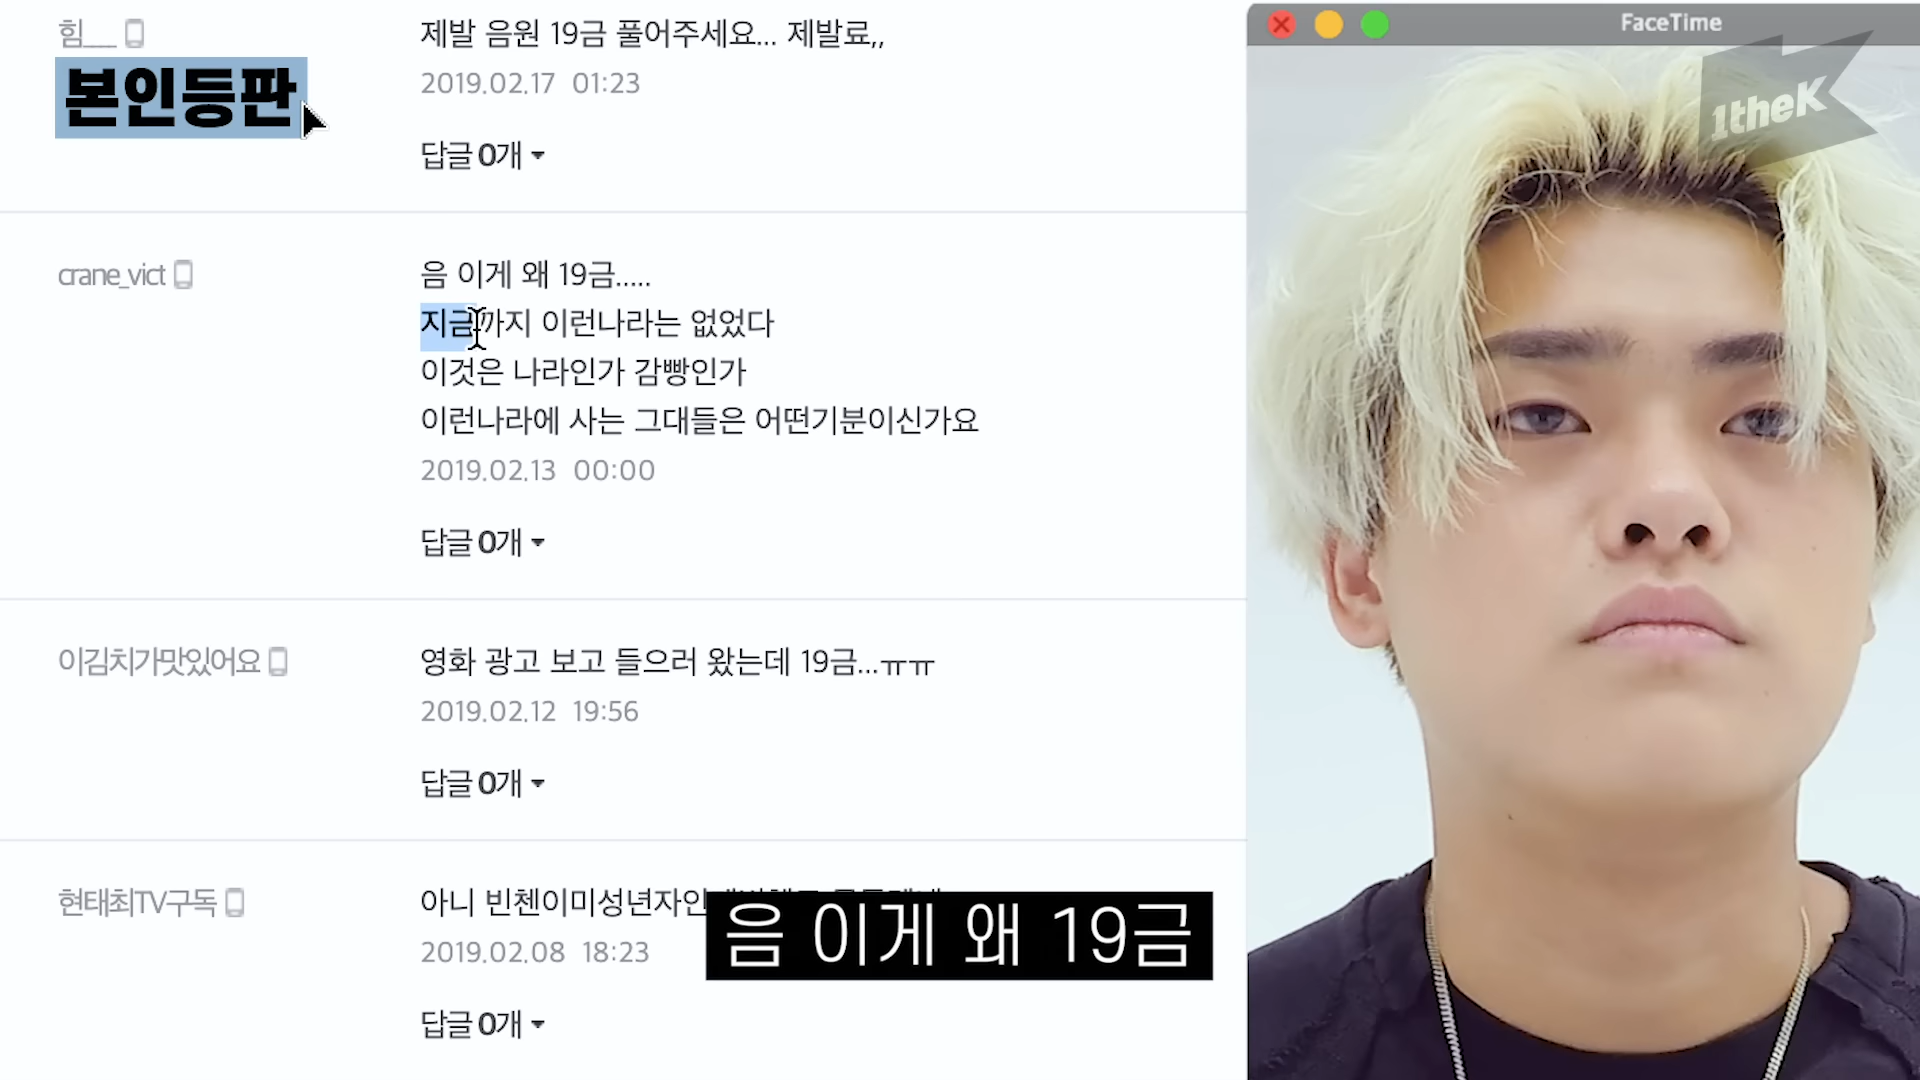 힘__
제발 음원 19금 풀어주세요... 제발료,,
본인등판
2019.02.17 01:23
답글 0개
crane_vict
음 이게 왜 19금.....
지금까지 이런나라는 없었다
이것은 나라인가 감빵인가
이런나라에 사는 그대들은 어떤기분이신가요
2019.02.13 00:00
답글 0개
이김치가맛있어요
영화 광고 보고 들으러 왔는데 19금...ㅠㅠ
2019.02.12 19:56
답글 0개
현태최TV구독
아니 빈첸이미성년자인
2019.02.08 18:23
답글 0개
음 이게 왜 19금
FaceTime
1theK